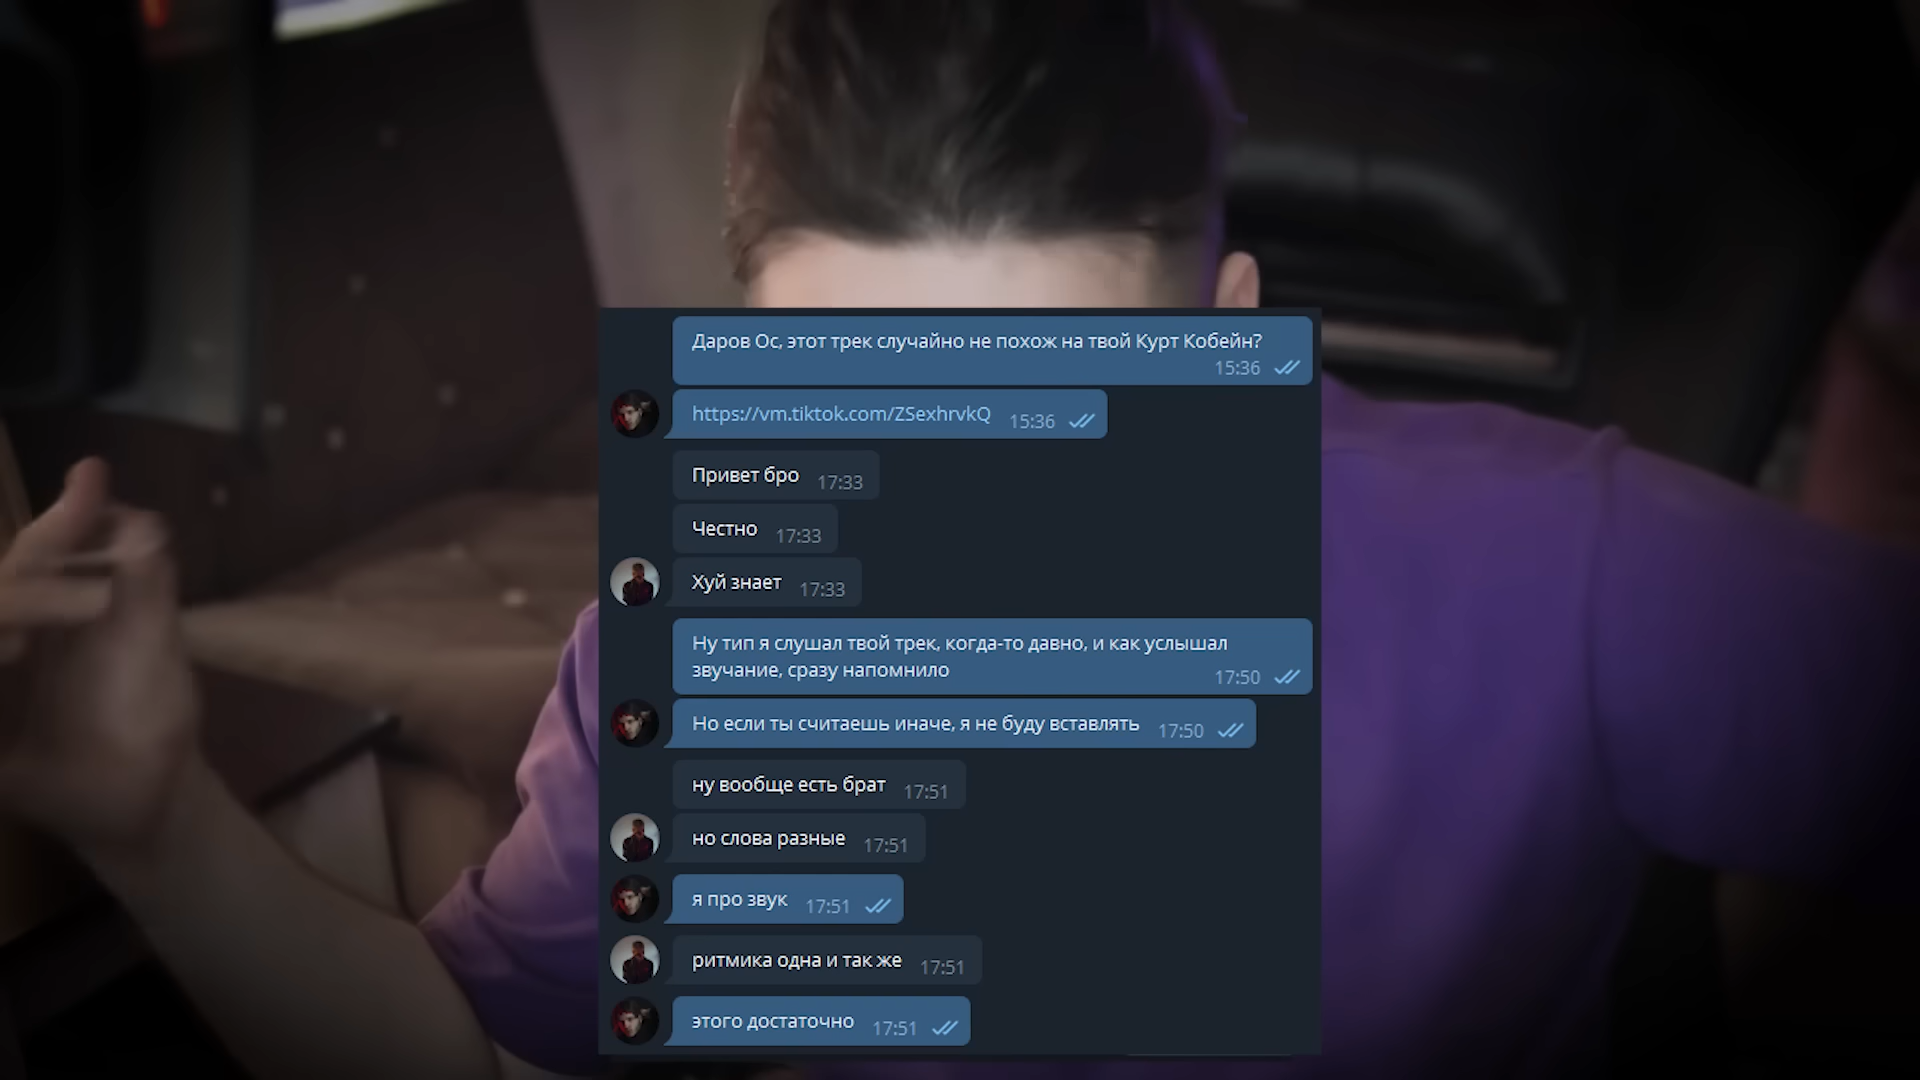 Даров Ос, этот трек случайно не похож на твой Курт Кобейн?
15:36
https://vm.tiktok.com/ZSexhrvkQ 15:36
Привет бро 17:33
Честно 17:33
Хуй знает 17:33
Ну тип я слушал твой трек, когда-то давно, и как услышал
звучание, сразу напомнило 17:50
Но если ты считаешь иначе, я не буду вставлять 17:50
ну вообще есть брат 17:51
но слова разные 17:51
я про звук 17:51
ритмика одна и так же 17:51
этого достаточно 17:51